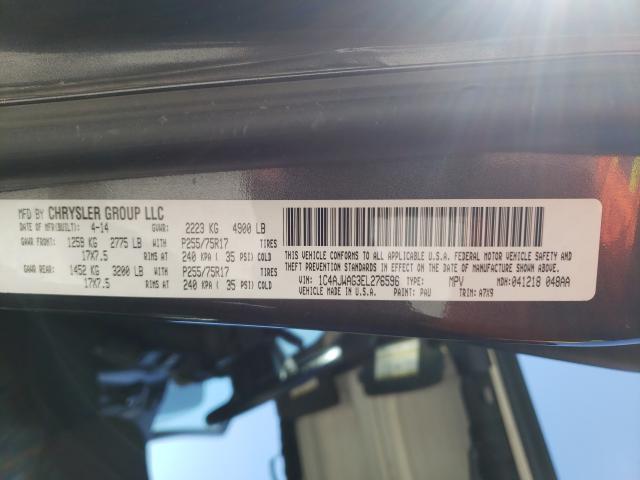 MFD BY CHRYSLER GROUP LLC
DATE OF MFR(BUILT): 4-14 GVWR: 2223 KG 4900 LB
GAWR FRONT: 1259 KG 2775 LB WITH P255/75R17 TIRES
17X7.5 RIMS AT 240 KPA ( 35 PSI) COLD
GAWR REAR: 1452 KG 3200 LB WITH P255/75R17 TIRES
17X7.5 RIMS AT 240 KPA ( 35 PSI) COLD
THIS VEHICLE CONFORMS TO ALL APPLICABLE U.S.A. FEDERAL MOTOR VEHICLE
SAFETY, BUMPER, AND THEFT PREVENTION STANDARDS IN
EFFECT ON THE DATE OF MANUFACTURE SHOWN ABOVE.
VIN: 1C4AJWAG3EL276596 TYPE: MPV MDH: 041218 048AA
VEHICLE MADE IN U.S.A. PAINT: PAU TRIM: A7X9